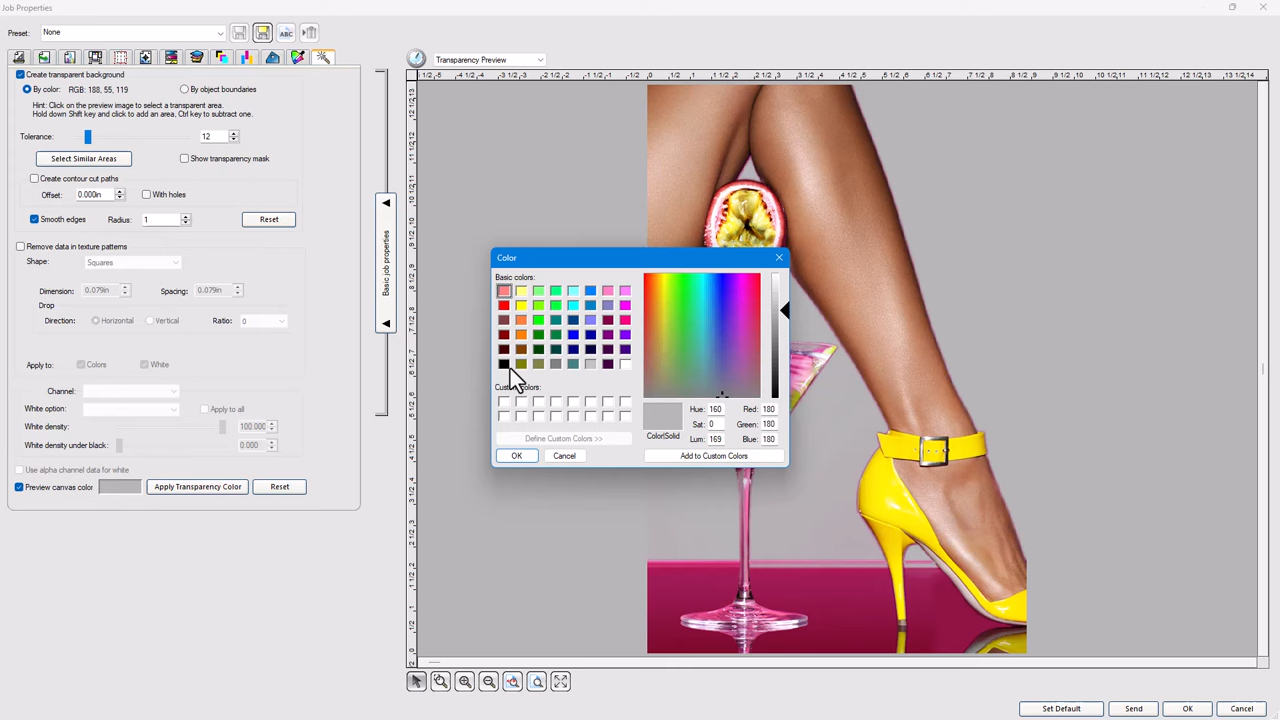 Job Properties
Preset: None
ABC
Create transparent background
By color: RGB: 188, 55, 119 By object boundaries
Hint: Click on the preview image to select a transparent area.
Hold down Shift key and click to add an area, Ctrl key to subtract one.
Tolerance: 12
Select Similar Areas Show transparency mask
Create contour cut paths
Offset: 0.000in With holes
Smooth edges Radius: 1 Reset
Remove data in texture patterns
Shape: Squares
Dimension: 0.079in Spacing: 0.079in
Drop
Direction: Horizontal Vertical Ratio: 0
Apply to: Colors White
Channel:
White option: Apply to all
White density: 100.000
White density under black: 0.000
Use alpha channel data for white
Preview canvas color Apply Transparency Color Reset
Basic job properties
Transparency Preview
Color
Basic colors:
Custom colors:
Define Custom Colors >>
OK Cancel
Color|Solid
Hue: 160 Red: 180
Sat: 0 Green: 180
Lum: 169 Blue: 180
Add to Custom Colors
Set Default Send OK Cancel